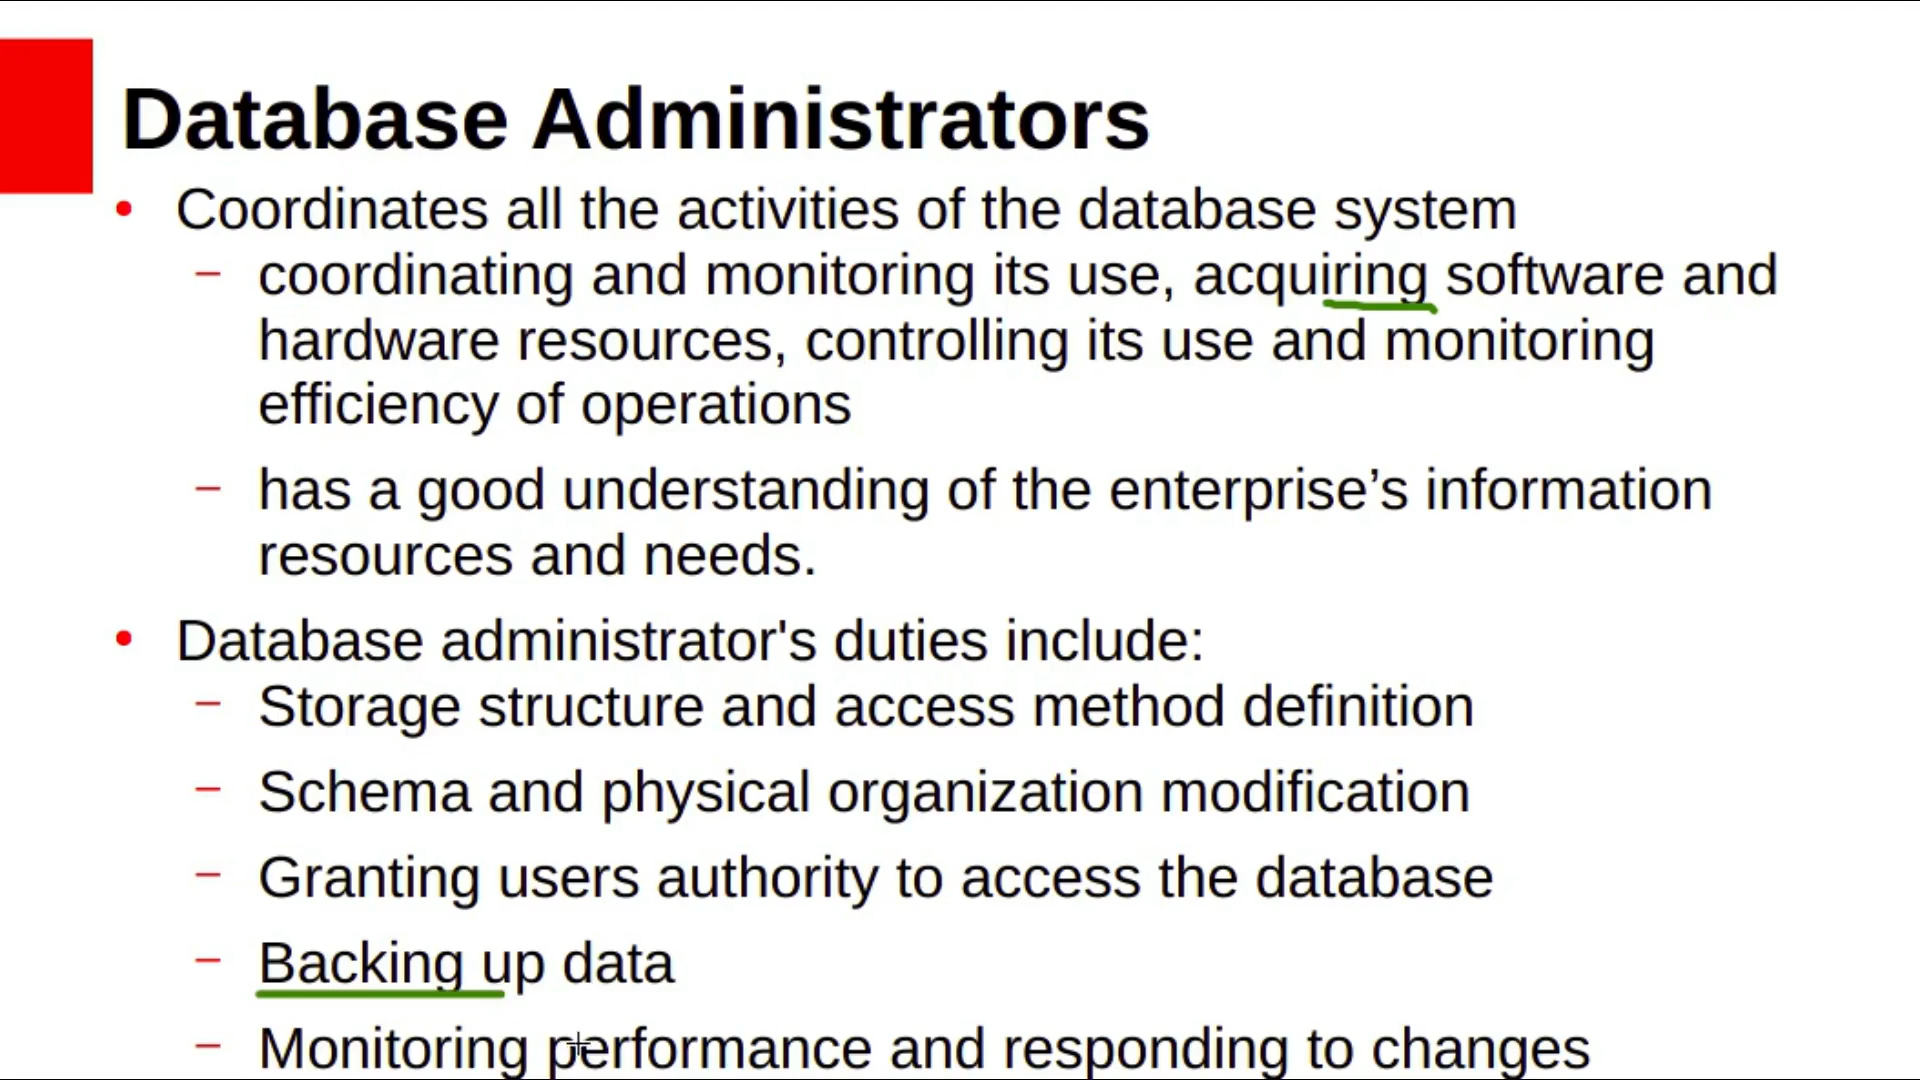 Database Administrators
• Coordinates all the activities of the database system
– coordinating and monitoring its use, acquiring software and
hardware resources, controlling its use and monitoring
efficiency of operations
– has a good understanding of the enterprise’s information
resources and needs.
• Database administrator's duties include:
– Storage structure and access method definition
– Schema and physical organization modification
– Granting users authority to access the database
– Backing up data
– Monitoring performance and responding to changes